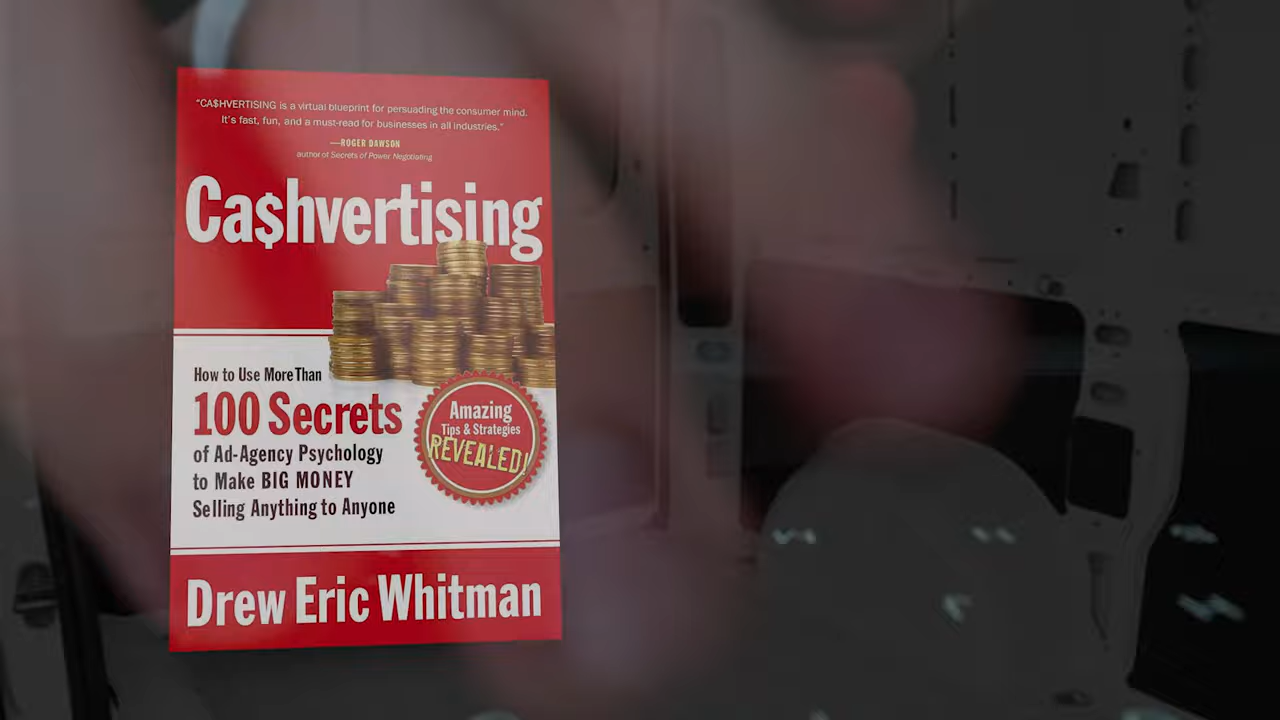 “CA$HVERTISING is a virtual blueprint for persuading the consumer mind.
It’s fast, fun, and a must-read for businesses in all industries.”
—ROGER DAWSON
author of Secrets of Power Negotiating
Ca$hvertising
How to Use More Than
100 Secrets
of Ad-Agency Psychology
to Make BIG MONEY
Selling Anything to Anyone
Amazing
Tips & Strategies
REVEALED!
Drew Eric Whitman